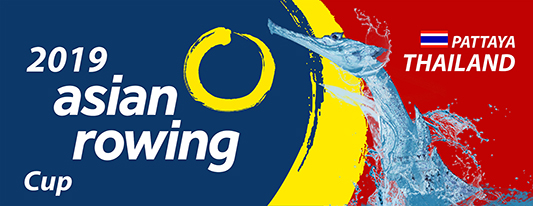 2019
asian
rowing
Cup
PATTAYA
THAILAND